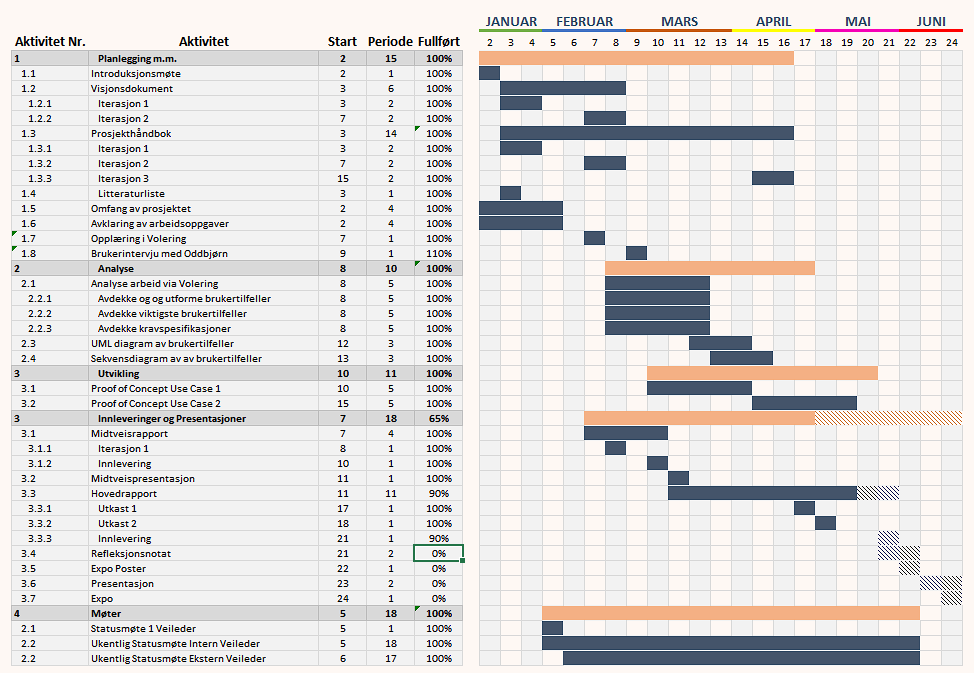 JANUAR FEBRUAR MARS APRIL MAI JUNI
Aktivitet Nr. Aktivitet Start Periode Fullført 2 3 4 5 6 7 8 9 10 11 12 13 14 15 16 17 18 19 20 21 22 23 24
1 Planlegging m.m. 2 15 100%
1.1 Introduksjonsmøte 2 1 100%
1.2 Visjonsdokument 3 6 100%
1.2.1 Iterasjon 1 3 2 100%
1.2.2 Iterasjon 2 7 2 100%
1.3 Prosjekthåndbok 3 14 100%
1.3.1 Iterasjon 1 3 2 100%
1.3.2 Iterasjon 2 7 2 100%
1.3.3 Iterasjon 3 15 2 100%
1.4 Litteraturliste 3 1 100%
1.5 Omfang av prosjektet 2 4 100%
1.6 Avklaring av arbeidsoppgaver 2 4 100%
1.7 Opplæring i Volering 7 1 100%
1.8 Brukerintervju med Oddbjørn 9 1 110%
2 Analyse 8 10 100%
2.1 Analyse arbeid via Volering 8 5 100%
2.2.1 Avdekke og og utforme brukertilfeller 8 5 100%
2.2.2 Avdekke viktigste brukertilfeller 8 5 100%
2.2.3 Avdekke kravspesifikasjoner 8 5 100%
2.3 UML diagram av brukertilfeller 12 3 100%
2.4 Sekvensdiagram av av brukertilfeller 13 3 100%
3 Utvikling 10 11 100%
3.1 Proof of Concept Use Case 1 10 5 100%
3.2 Proof of Concept Use Case 2 15 5 100%
3 Innleveringer og Presentasjoner 7 18 65%
3.1 Midtveisrapport 7 4 100%
3.1.1 Iterasjon 1 8 1 100%
3.1.2 Innlevering 10 1 100%
3.2 Midtveispresentasjon 11 1 100%
3.3 Hovedrapport 11 11 90%
3.3.1 Utkast 1 17 1 100%
3.3.2 Utkast 2 18 1 100%
3.3.3 Innlevering 21 1 90%
3.4 Refleksjonsnotat 21 2 0%
3.5 Expo Poster 22 1 0%
3.6 Presentasjon 23 2 0%
3.7 Expo 24 1 0%
4 Møter 5 18 100%
2.1 Statusmøte 1 Veileder 5 1 100%
2.2 Ukentlig Statusmøte Intern Veileder 5 18 100%
2.2 Ukentlig Statusmøte Ekstern Veileder 6 17 100%